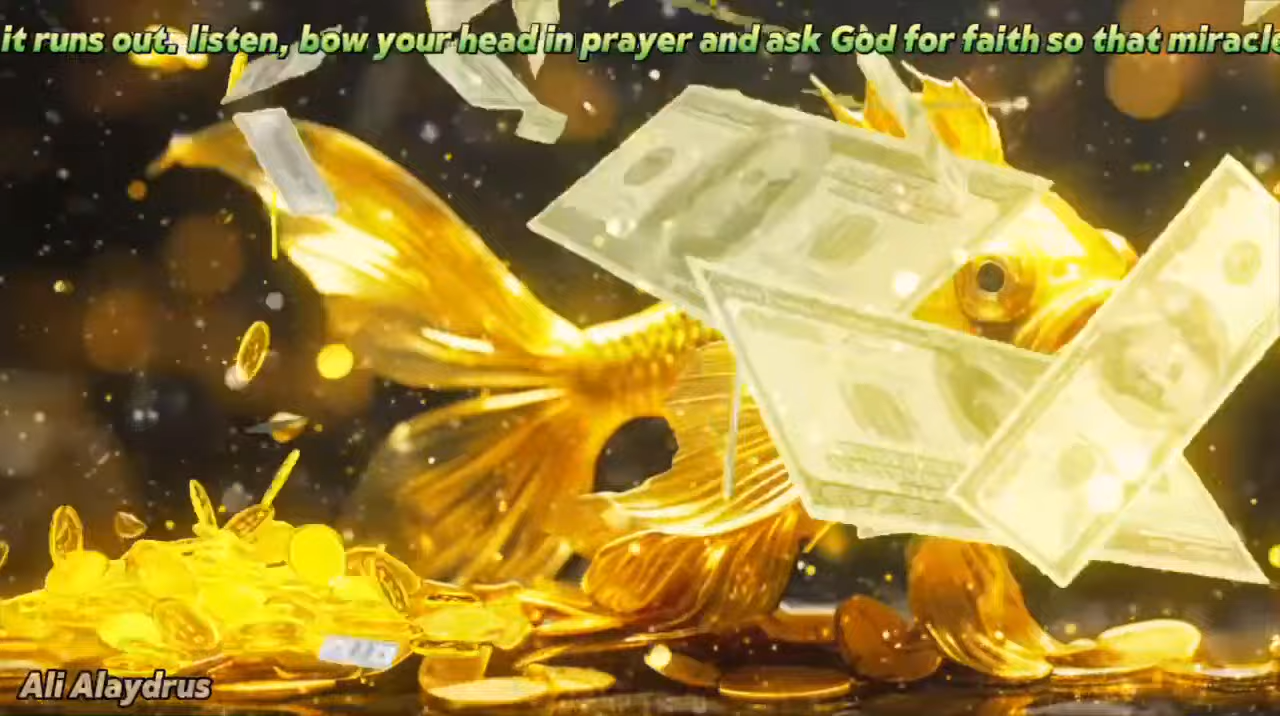 it runs out. listen, bow your head in prayer and ask God for faith so that miracle
Ali Alaydrus